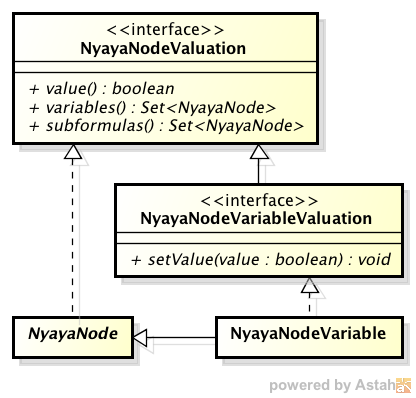 <<interface>>
NyayaNodeValuation
+ value() : boolean
+ variables() : Set<NyayaNode>
+ subformulas() : Set<NyayaNode>
<<interface>>
NyayaNodeVariableValuation
+ setValue(value : boolean) : void
NyayaNode
NyayaNodeVariable
powered by Astah